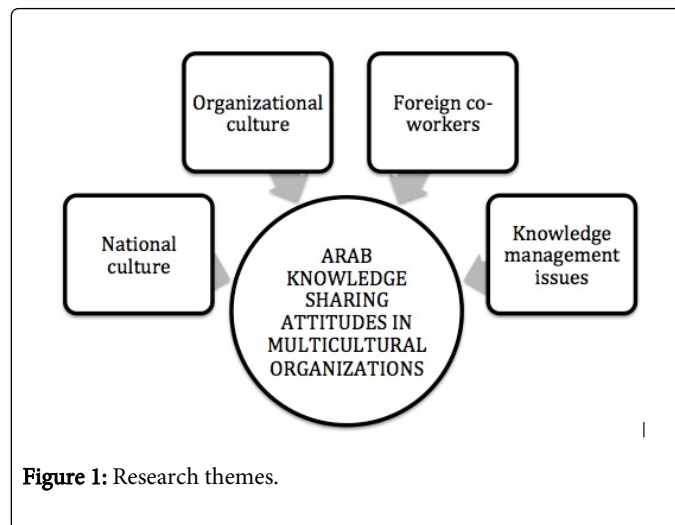 Organizational
culture
Foreign co-
workers
National
culture
Knowledge
management
issues
ARAB
KNOWLEDGE
SHARING
ATTITUDES IN
MULTICULTURAL
ORGANIZATIONS
Figure 1: Research themes.